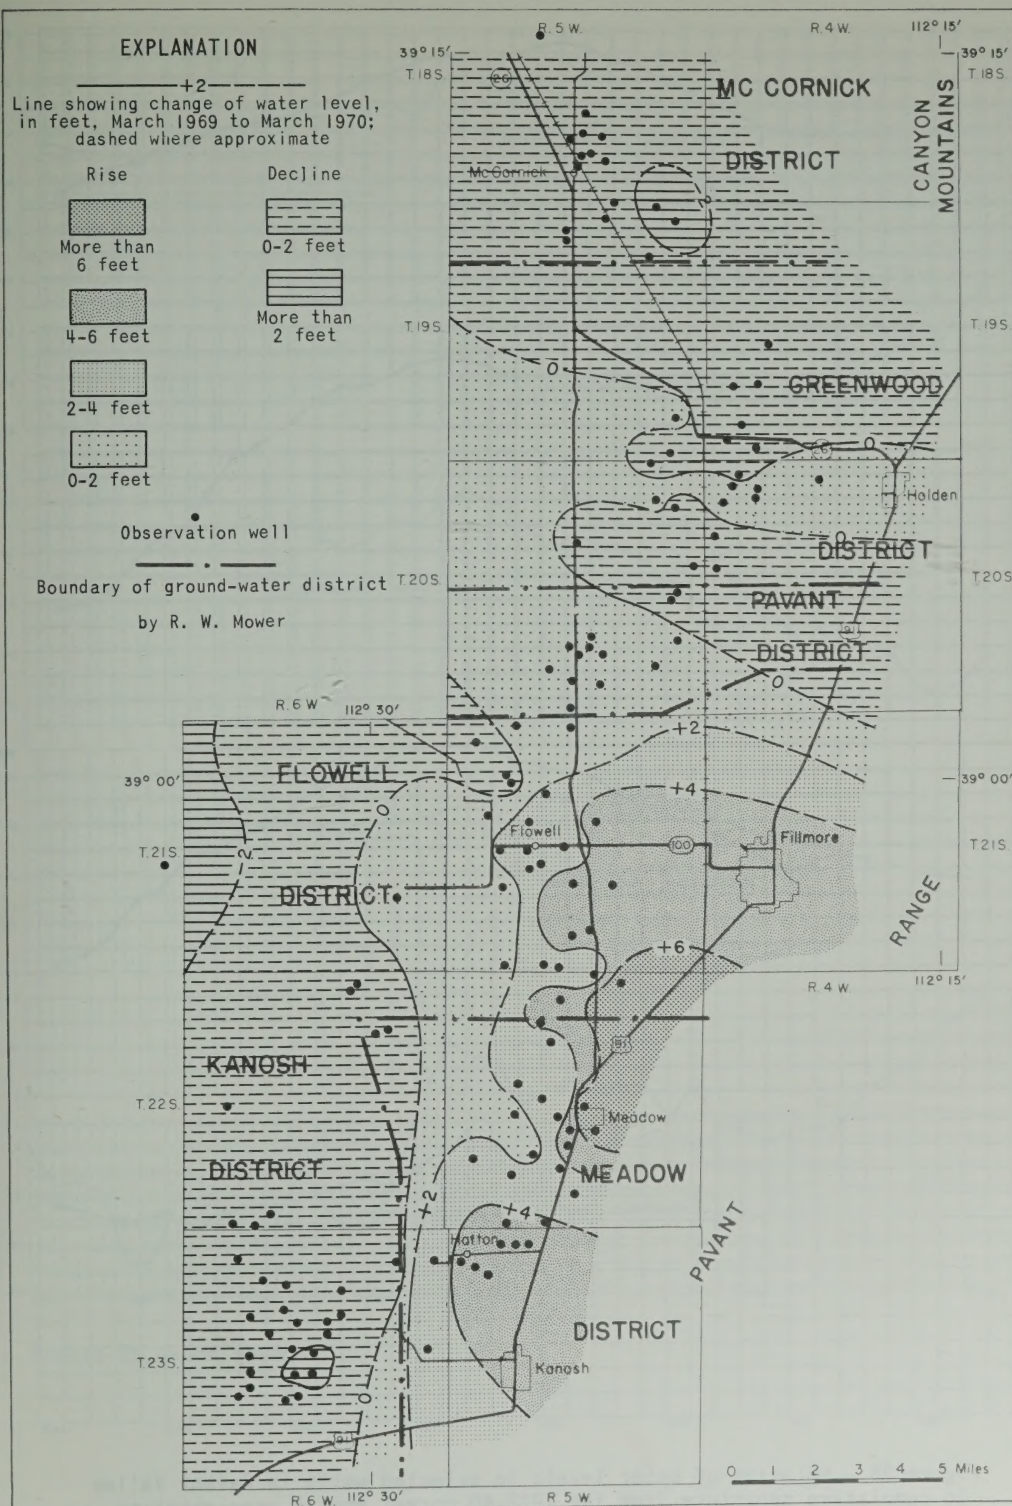 EXPLANATION
+2
Line showing change of water level,
in feet, March 1969 to March 1970;
dashed where approximate
Rise
Decline
More than
6 feet
0-2 feet
4-6 feet
More than
2 feet
2-4 feet
0-2 feet
Observation well
Boundary of ground-water district
by R. W. Mower
R. 5 W.
R. 4 W.
112° 15'
39° 15'
39° 15'
T. 18 S.
T. 18 S.
26
MC CORNICK
DISTRICT
CANYON
MOUNTAINS
McCornick
2
T. 19 S.
T. 19 S.
0
GREENWOOD
26
0
Holden
0
DISTRICT
T. 20 S.
T. 20 S.
PAVANT
91
DISTRICT
0
R. 6 W.
112° 30'
+2
FLOWELL
39° 00'
39° 00'
0
+4
Flowell
100
Fillmore
T. 21 S.
T. 21 S.
2
DISTRICT
RANGE
+6
R. 4 W.
112° 15'
91
KANOSH
T. 22 S.
Meadow
DISTRICT
MEADOW
+2
+4
Hatton
PAVANT
DISTRICT
T. 23 S.
Kanosh
0
91
0 1 2 3 4 5 Miles
R. 6 W.
112° 30'
R. 5 W.